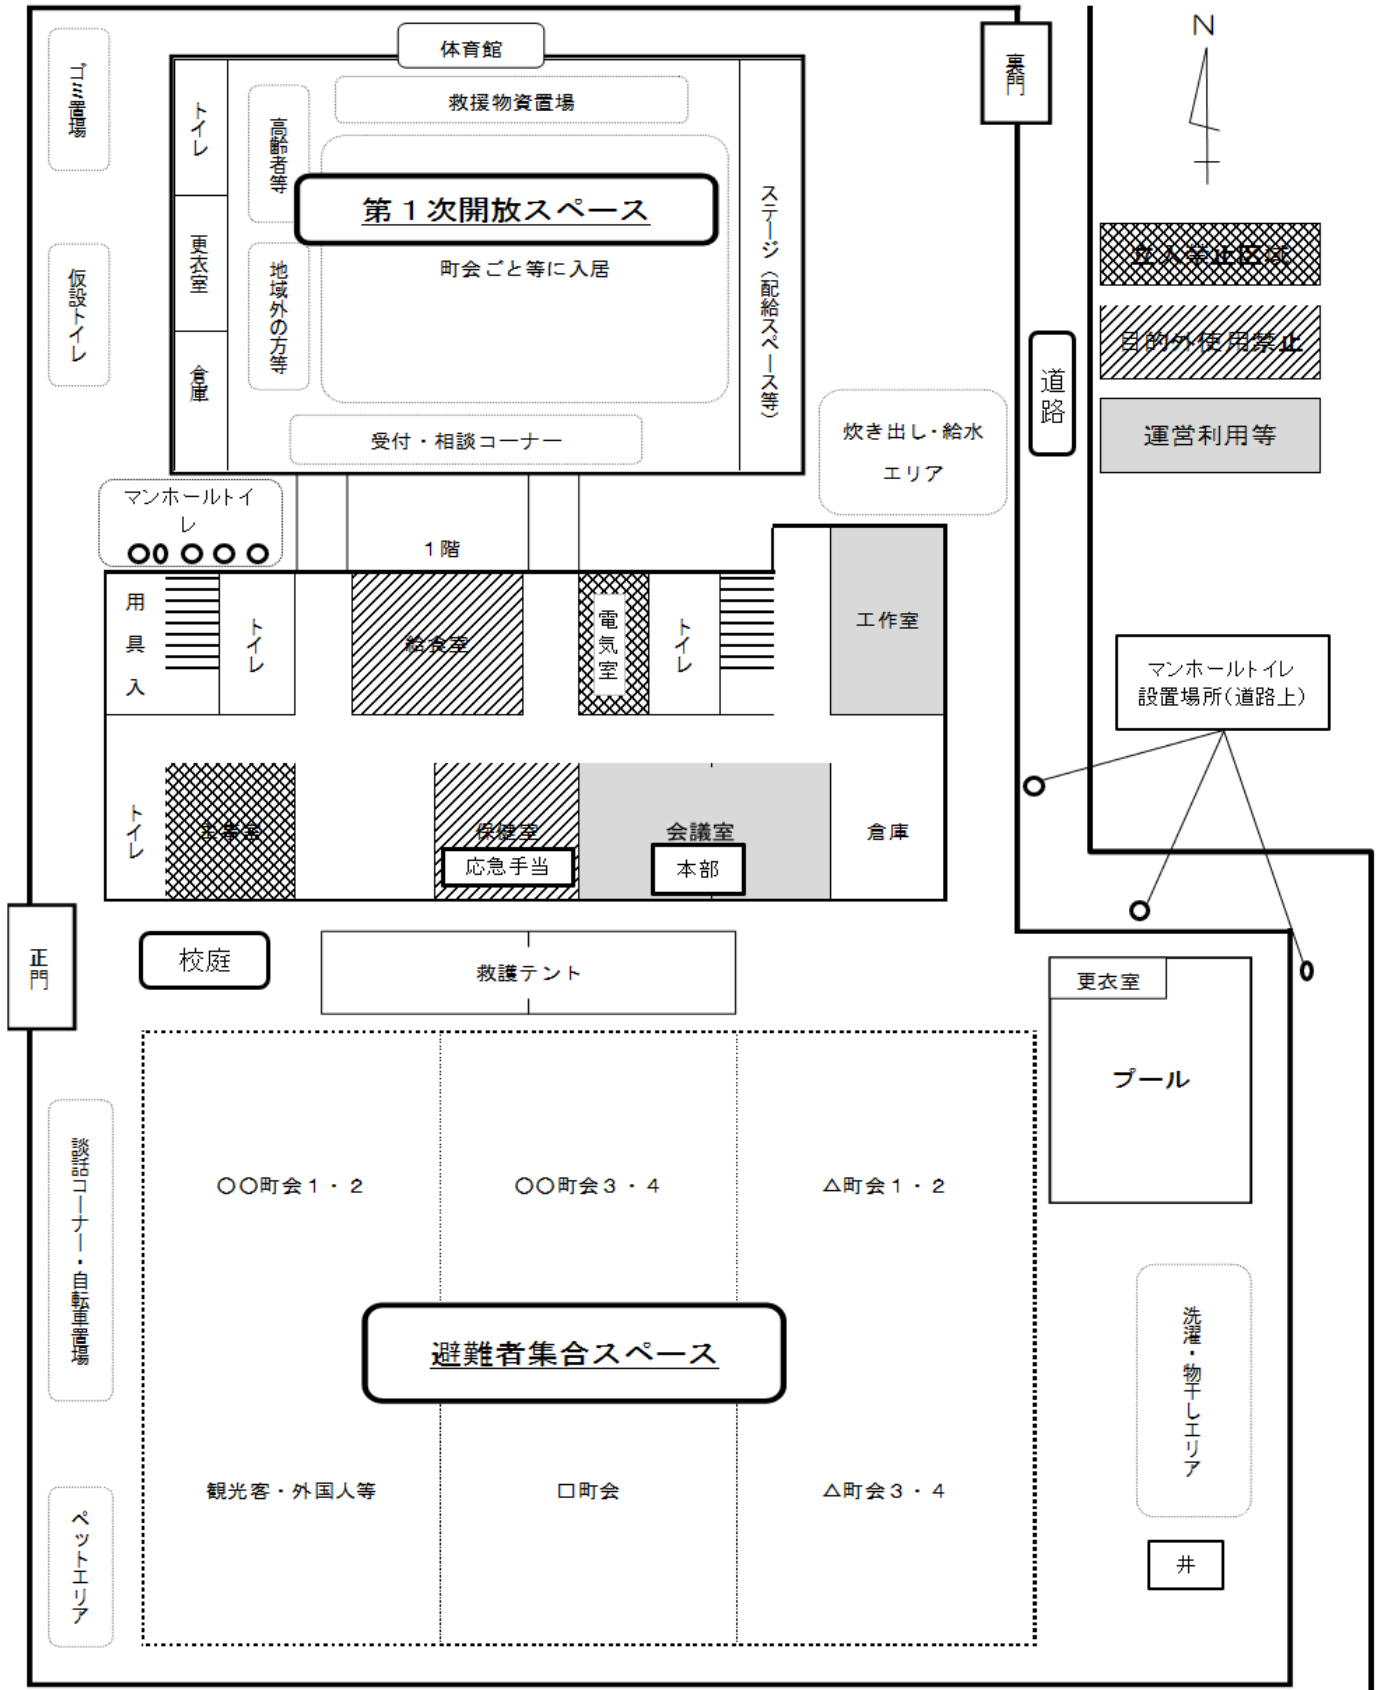 体育館
裏門
N
ゴミ置場
トイレ
高齢者等
救援物資置場
第１次開放スペース
町会ごと等に入居
ステージ（配給スペース等）
更衣室
地域外の方等
倉庫
受付・相談コーナー
仮設トイレ
立入禁止区域
目的外使用禁止
運営利用等
道路
炊き出し・給水
エリア
マンホールトイ
レ
１階
用具入
トイレ
給食室
電気室
トイレ
工作室
マンホールトイレ
設置場所(道路上)
トイレ
保健室
応急手当
会議室
本部
倉庫
正門
校庭
救護テント
更衣室
プール
談話コーナー・自転車置場
〇〇町会１・２
〇〇町会３・４
△町会１・２
避難者集合スペース
観光客・外国人等
□町会
△町会３・４
洗濯・物干しエリア
ペットエリア
井